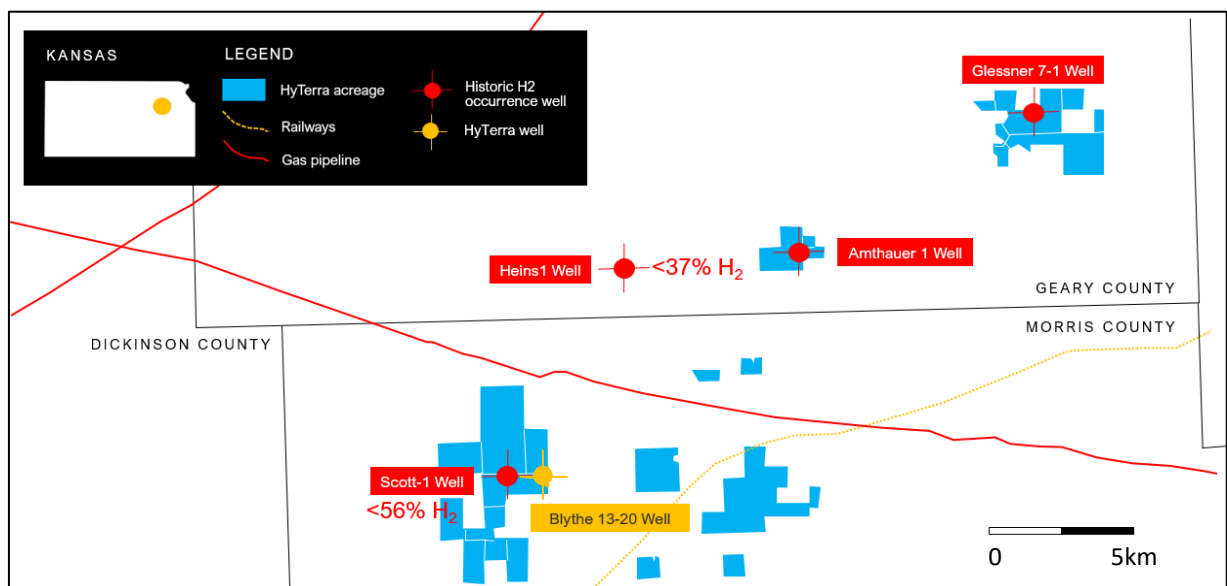 KANSAS
LEGEND
HyTerra acreage
Railways
Gas pipeline
Historic H2
occurrence well
HyTerra well
Glessner 7-1 Well
Heins1 Well
<37% H₂
Amthauer 1 Well
GEARY COUNTY
MORRIS COUNTY
DICKINSON COUNTY
Scott-1 Well
<56% H₂
Blythe 13-20 Well
0
5km